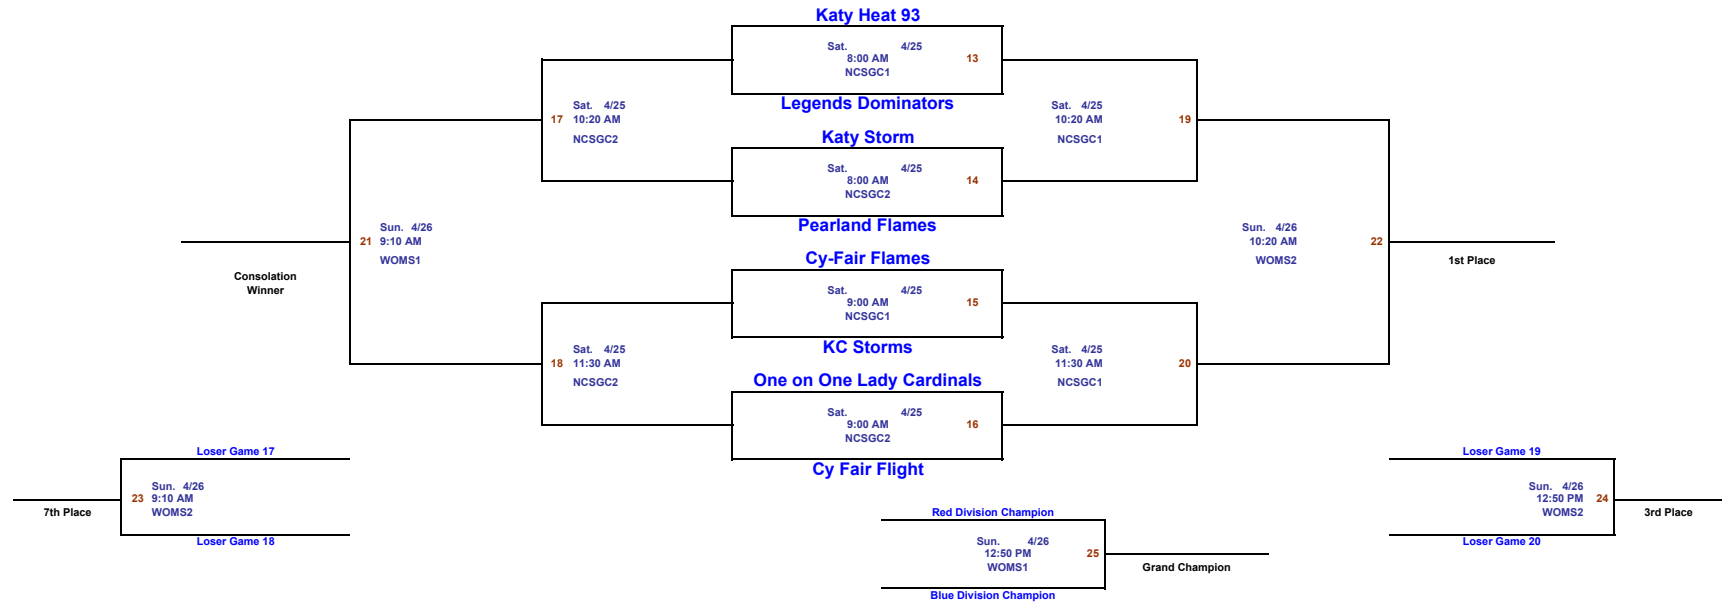 Katy Heat 93
Sat. 4/25
8:00 AM 13
NCSGC1
Legends Dominators
Sat. 4/25
17 10:20 AM
NCSGC2
Sat. 4/25
10:20 AM 19
NCSGC1
Katy Storm
Sat. 4/25
8:00 AM 14
NCSGC2
Pearland Flames
Sun. 4/26
21 9:10 AM
WOMS1
Consolation
Winner
Sun. 4/26
10:20 AM 22
WOMS2
1st Place
Cy-Fair Flames
Sat. 4/25
9:00 AM 15
NCSGC1
KC Storms
Sat. 4/25
18 11:30 AM
NCSGC2
Sat. 4/25
11:30 AM 20
NCSGC1
One on One Lady Cardinals
Sat. 4/25
9:00 AM 16
NCSGC2
Cy Fair Flight
Loser Game 17
Sun. 4/26
23 9:10 AM
WOMS2
7th Place
Loser Game 18
Loser Game 19
Sun. 4/26
12:50 PM 24
WOMS2
3rd Place
Loser Game 20
Red Division Champion
Sun. 4/26
12:50 PM 25
WOMS1
Grand Champion
Blue Division Champion